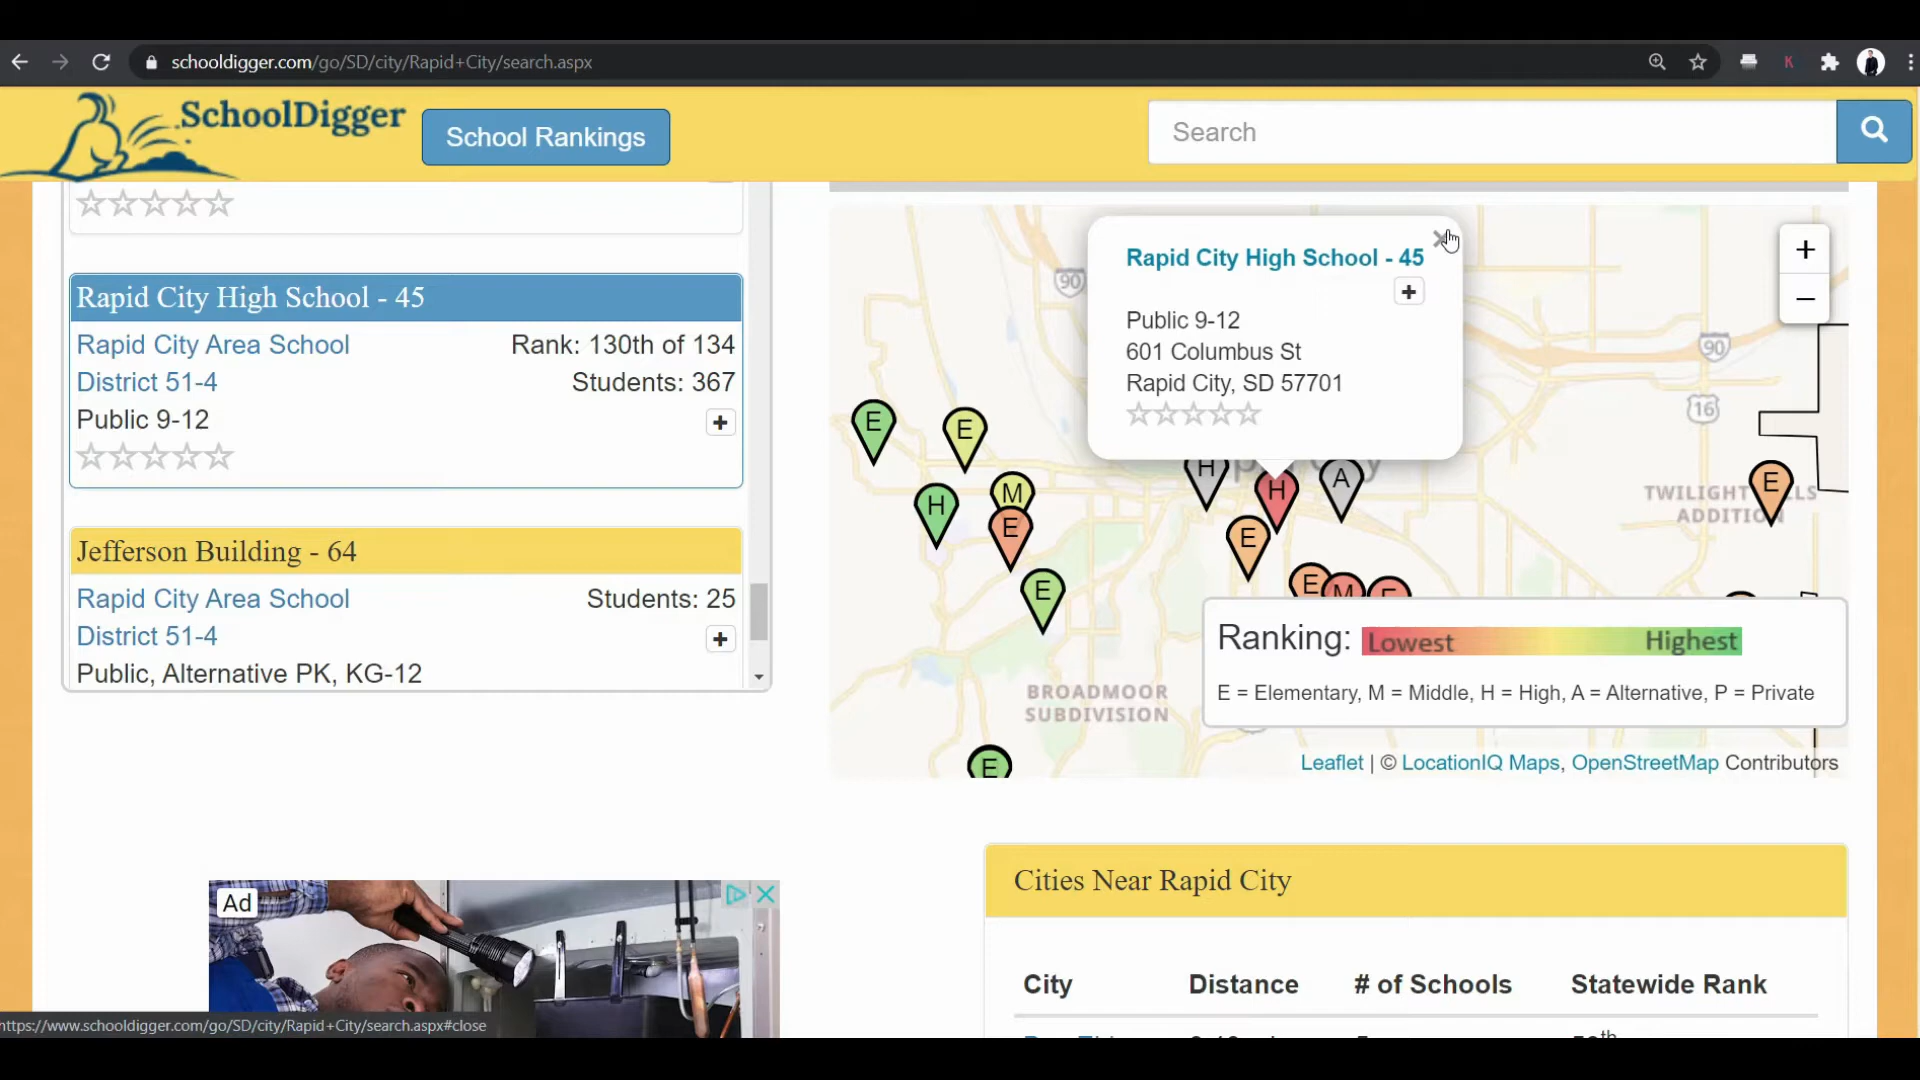 schooldigger.com/go/SD/city/Rapid+City/search.aspx
K
SchoolDigger
School Rankings
Search
Rapid City High School - 45
Rapid City Area School
District 51-4
Rank: 130th of 134
Students: 367
Public 9-12
Jefferson Building - 64
Rapid City Area School
District 51-4
Students: 25
Public, Alternative PK, KG-12
Rapid City High School - 45
Public 9-12
601 Columbus St
Rapid City, SD 57701
+
−
90
90
16
E
E
H
M
E
E
E
H
H
A
E
E
M
E
E
TWILIGHT HILLS
ADDITION
BROADMOOR
SUBDIVISION
Ranking: Lowest Highest
E = Elementary, M = Middle, H = High, A = Alternative, P = Private
Leaflet | © LocationIQ Maps, OpenStreetMap Contributors
Ad
Cities Near Rapid City
City Distance # of Schools Statewide Rank
https://www.schooldigger.com/go/SD/city/Rapid+City/search.aspx#close